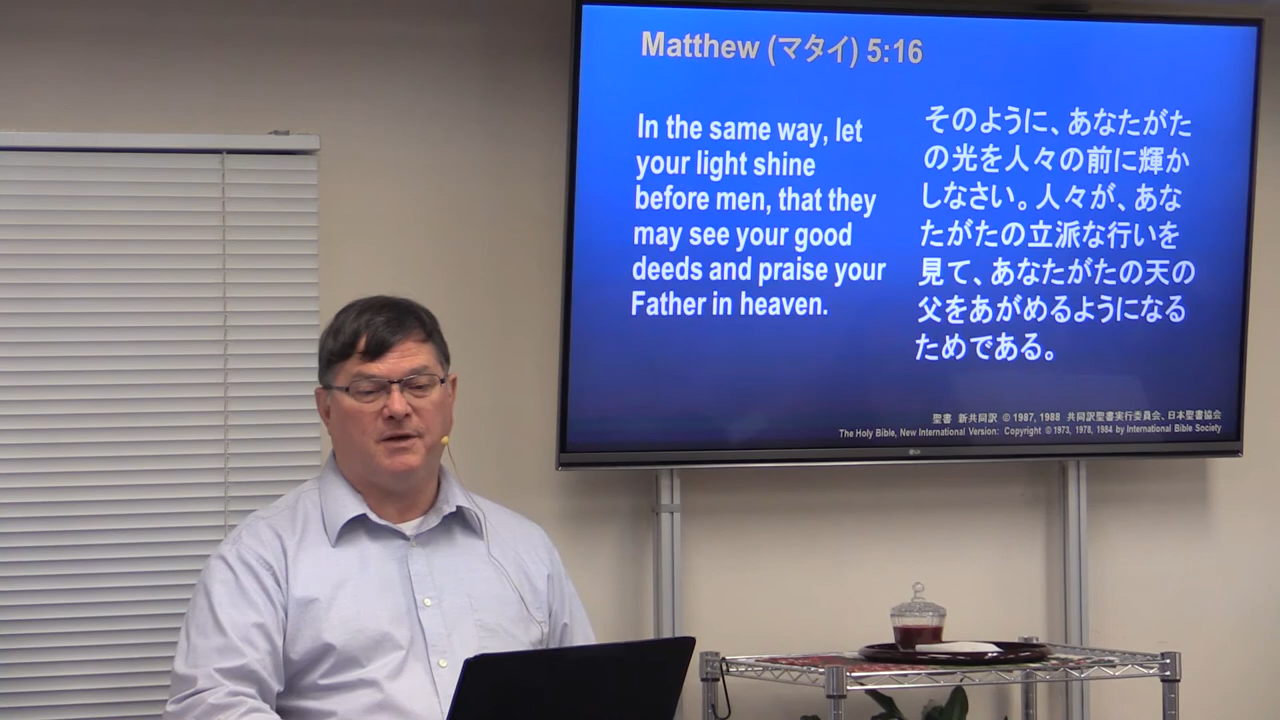 Matthew (マタイ) 5:16
In the same way, let
your light shine
before men, that they
may see your good
deeds and praise your
Father in heaven.
そのように、あなたがた
の光を人々の前に輝か
しなさい。人々が、あな
たがたの立派な行いを
見て、あなたがたの天の
父をあがめるようになる
ためである。
聖書 新共同訳 © 1987, 1988 共同訳聖書実行委員会、日本聖書協会
The Holy Bible, New International Version: Copyright © 1973, 1978, 1984 by International Bible Society
LG